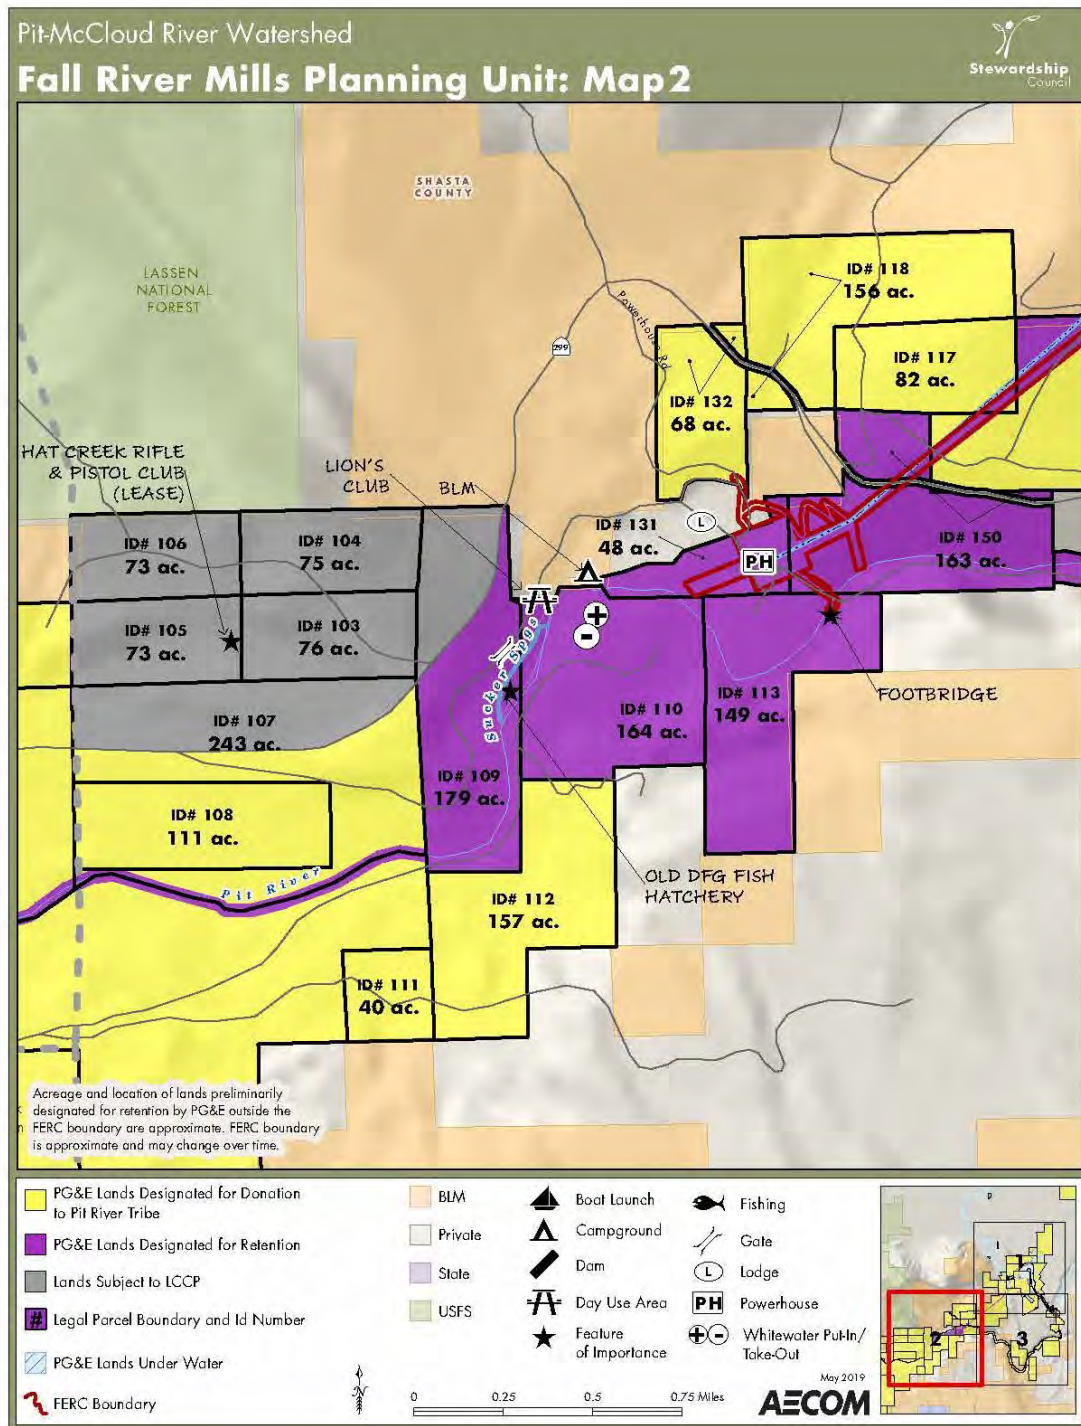 Pit-McCloud River Watershed
Fall River Mills Planning Unit: Map2
Stewardship
Council
SHASTA
COUNTY
LASSEN
NATIONAL
FOREST
299
Powerhouse Rd
ID# 118
156 ac.
ID# 117
82 ac.
ID# 132
68 ac.
HAT CREEK RIFLE
& PISTOL CLUB
(LEASE)
LION'S
CLUB
BLM
ID# 131
48 ac.
L
PH
ID# 150
163 ac.
ID# 106
73 ac.
ID# 104
75 ac.
ID# 105
73 ac.
ID# 103
76 ac.
Sucker Spgs
FOOTBRIDGE
ID# 107
243 ac.
ID# 110
164 ac.
ID# 113
149 ac.
ID# 109
179 ac.
ID# 108
111 ac.
Pit River
OLD DFG FISH
HATCHERY
ID# 112
157 ac.
ID# 111
40 ac.
Acreage and location of lands preliminarily
designated for retention by PG&E outside the
FERC boundary are approximate. FERC boundary
is approximate and may change over time.
PG&E Lands Designated for Donation
to Pit River Tribe
PG&E Lands Designated for Retention
Lands Subject to LCCP
# Legal Parcel Boundary and Id Number
PG&E Lands Under Water
FERC Boundary
BLM
Private
State
USFS
Boat Launch
Campground
Dam
Day Use Area
Feature
of Importance
Fishing
Gate
L Lodge
PH Powerhouse
Whitewater Put-In/
Take-Out
N
0 0.25 0.5 0.75 Miles
May 2019
AECOM
1
2
3